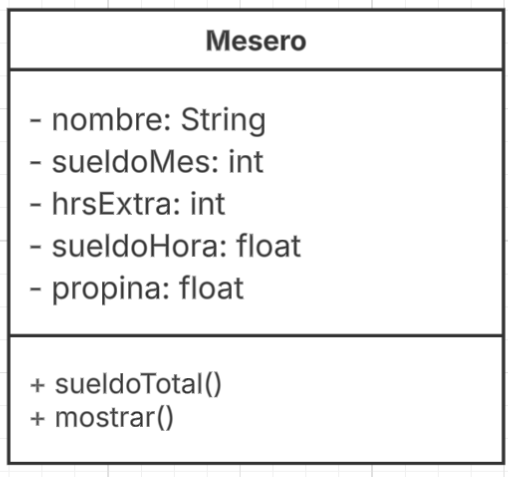 Mesero
- nombre: String
- sueldoMes: int
- hrsExtra: int
- sueldoHora: float
- propina: float
+ sueldoTotal()
+ mostrar()